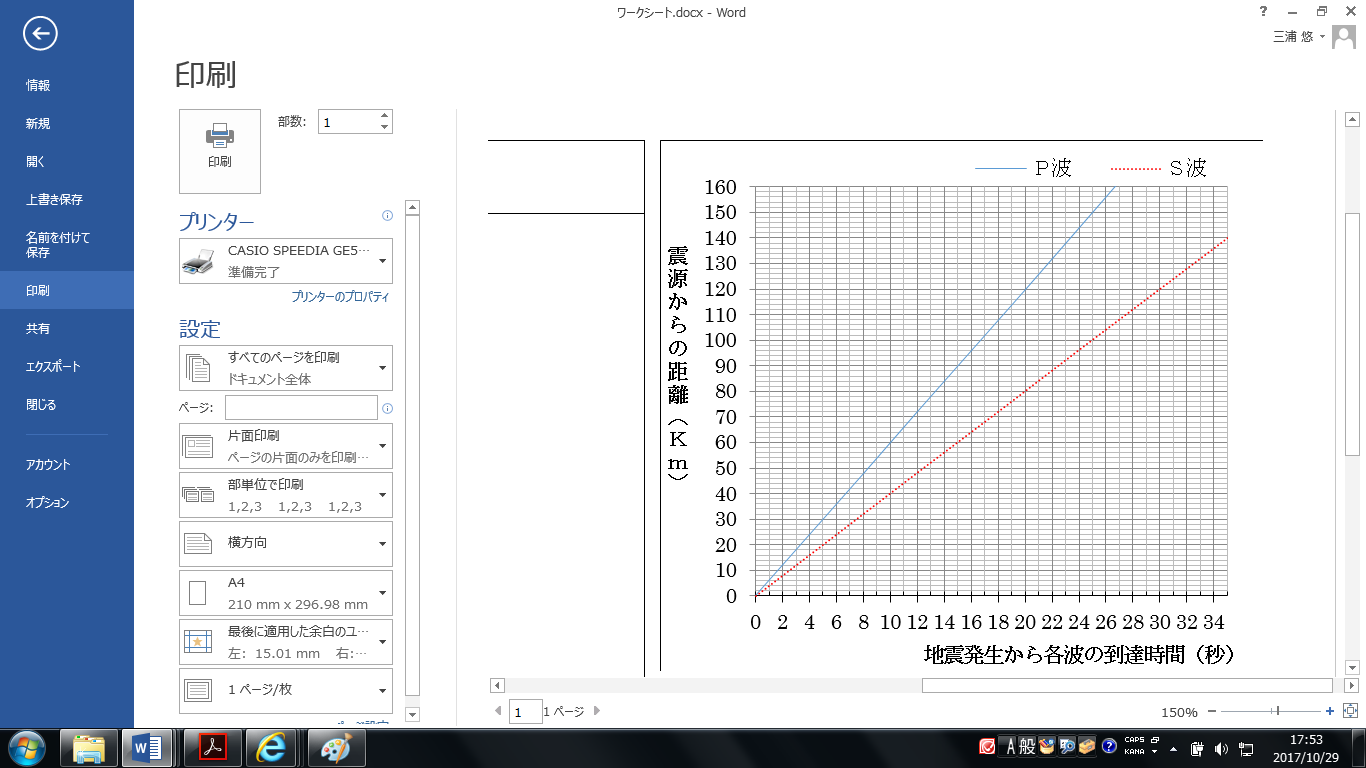 ワークシート.docx - Word
?
三浦 悠
情報
新規
開く
上書き保存
名前を付けて
保存
印刷
共有
エクスポート
閉じる
アカウント
オプション
印刷
印刷
部数:
1
プリンター
CASIO SPEEDIA GE5…
準備完了
プリンターのプロパティ
設定
すべてのページを印刷
ドキュメント全体
ページ:
片面印刷
ページの片面のみを印刷…
部単位で印刷
1,2,3 1,2,3 1,2,3
横方向
A4
210 mm x 296.98 mm
最後に適用した余白のユ…
左: 15.01 mm 右:…
1 ページ/枚
P波 S波
震源からの距離(Km)
160
150
140
130
120
110
100
90
80
70
60
50
40
30
20
10
0
0 2 4 6 8 10 12 14 16 18 20 22 24 26 28 30 32 34
地震発生から各波の到達時間(秒)
1 1 ページ
150%
A 般
CAPS
KANA
17:53
2017/10/29